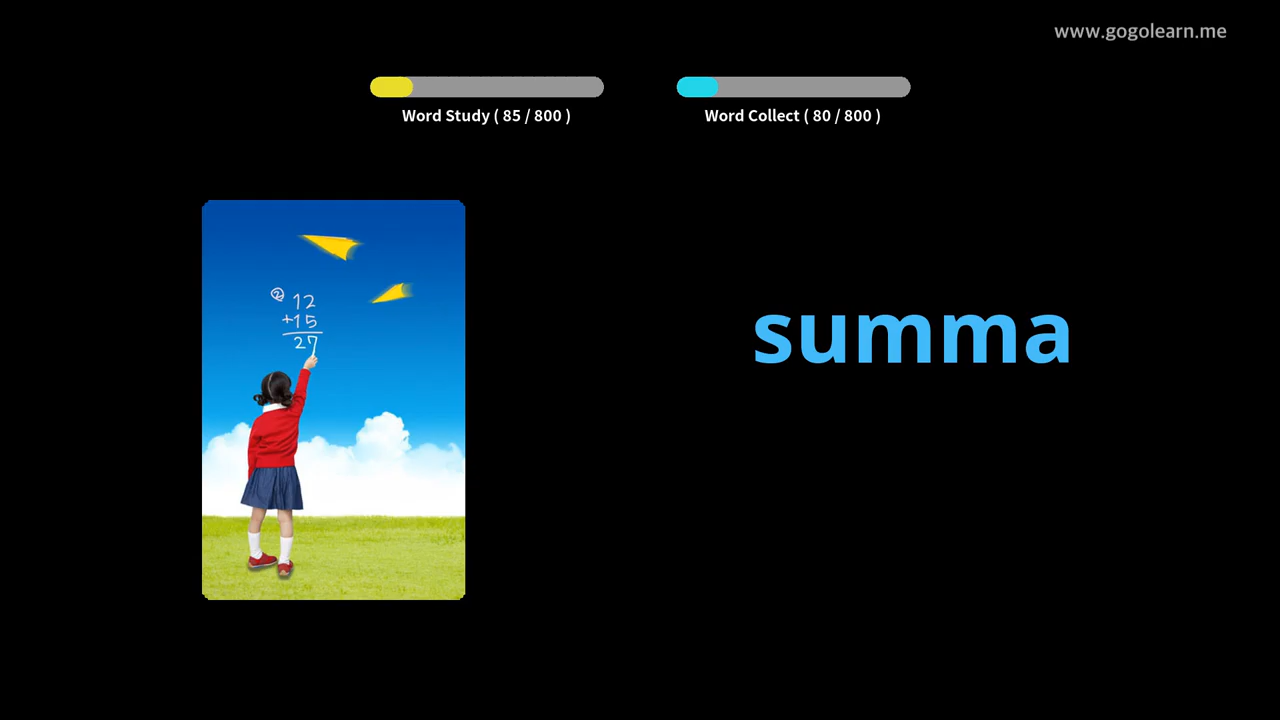 www.gogolearn.me
Word Study ( 85 / 800 )
Word Collect ( 80 / 800 )
② 12
+15
27
summa